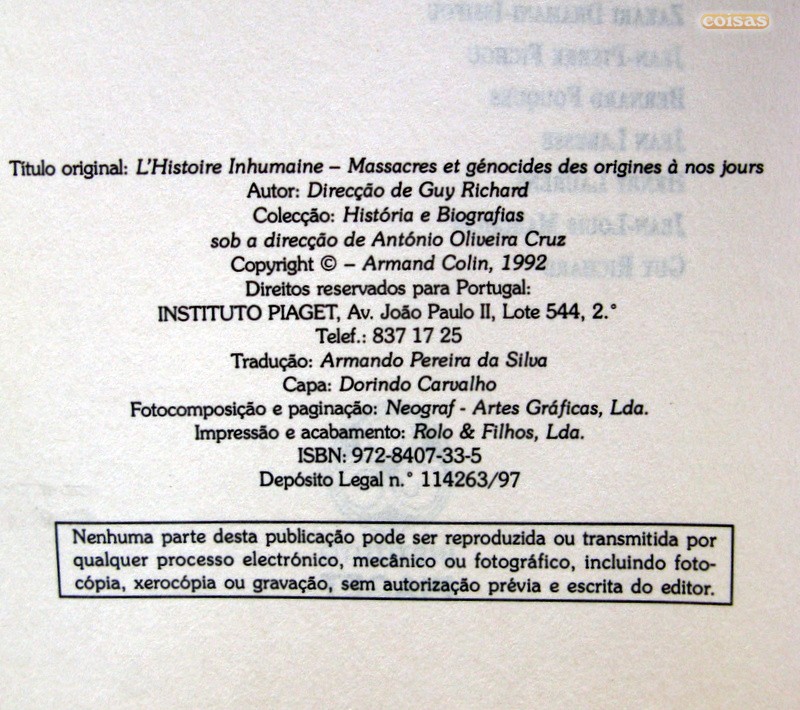 coisas
Título original: L'Histoire Inhumaine – Massacres et génocides des origines à nos jours
Autor: Direcção de Guy Richard
Colecção: História e Biografias
sob a direcção de António Oliveira Cruz
Copyright © – Armand Colin, 1992
Direitos reservados para Portugal:
INSTITUTO PIAGET, Av. João Paulo II, Lote 544, 2.°
Telef.: 837 17 25
Tradução: Armando Pereira da Silva
Capa: Dorindo Carvalho
Fotocomposição e paginação: Neograf - Artes Gráficas, Lda.
Impressão e acabamento: Rolo & Filhos, Lda.
ISBN: 972-8407-33-5
Depósito Legal n.° 114263/97
Nenhuma parte desta publicação pode ser reproduzida ou transmitida por
qualquer processo electrónico, mecânico ou fotográfico, incluindo foto-
cópia, xerocópia ou gravação, sem autorização prévia e escrita do editor.